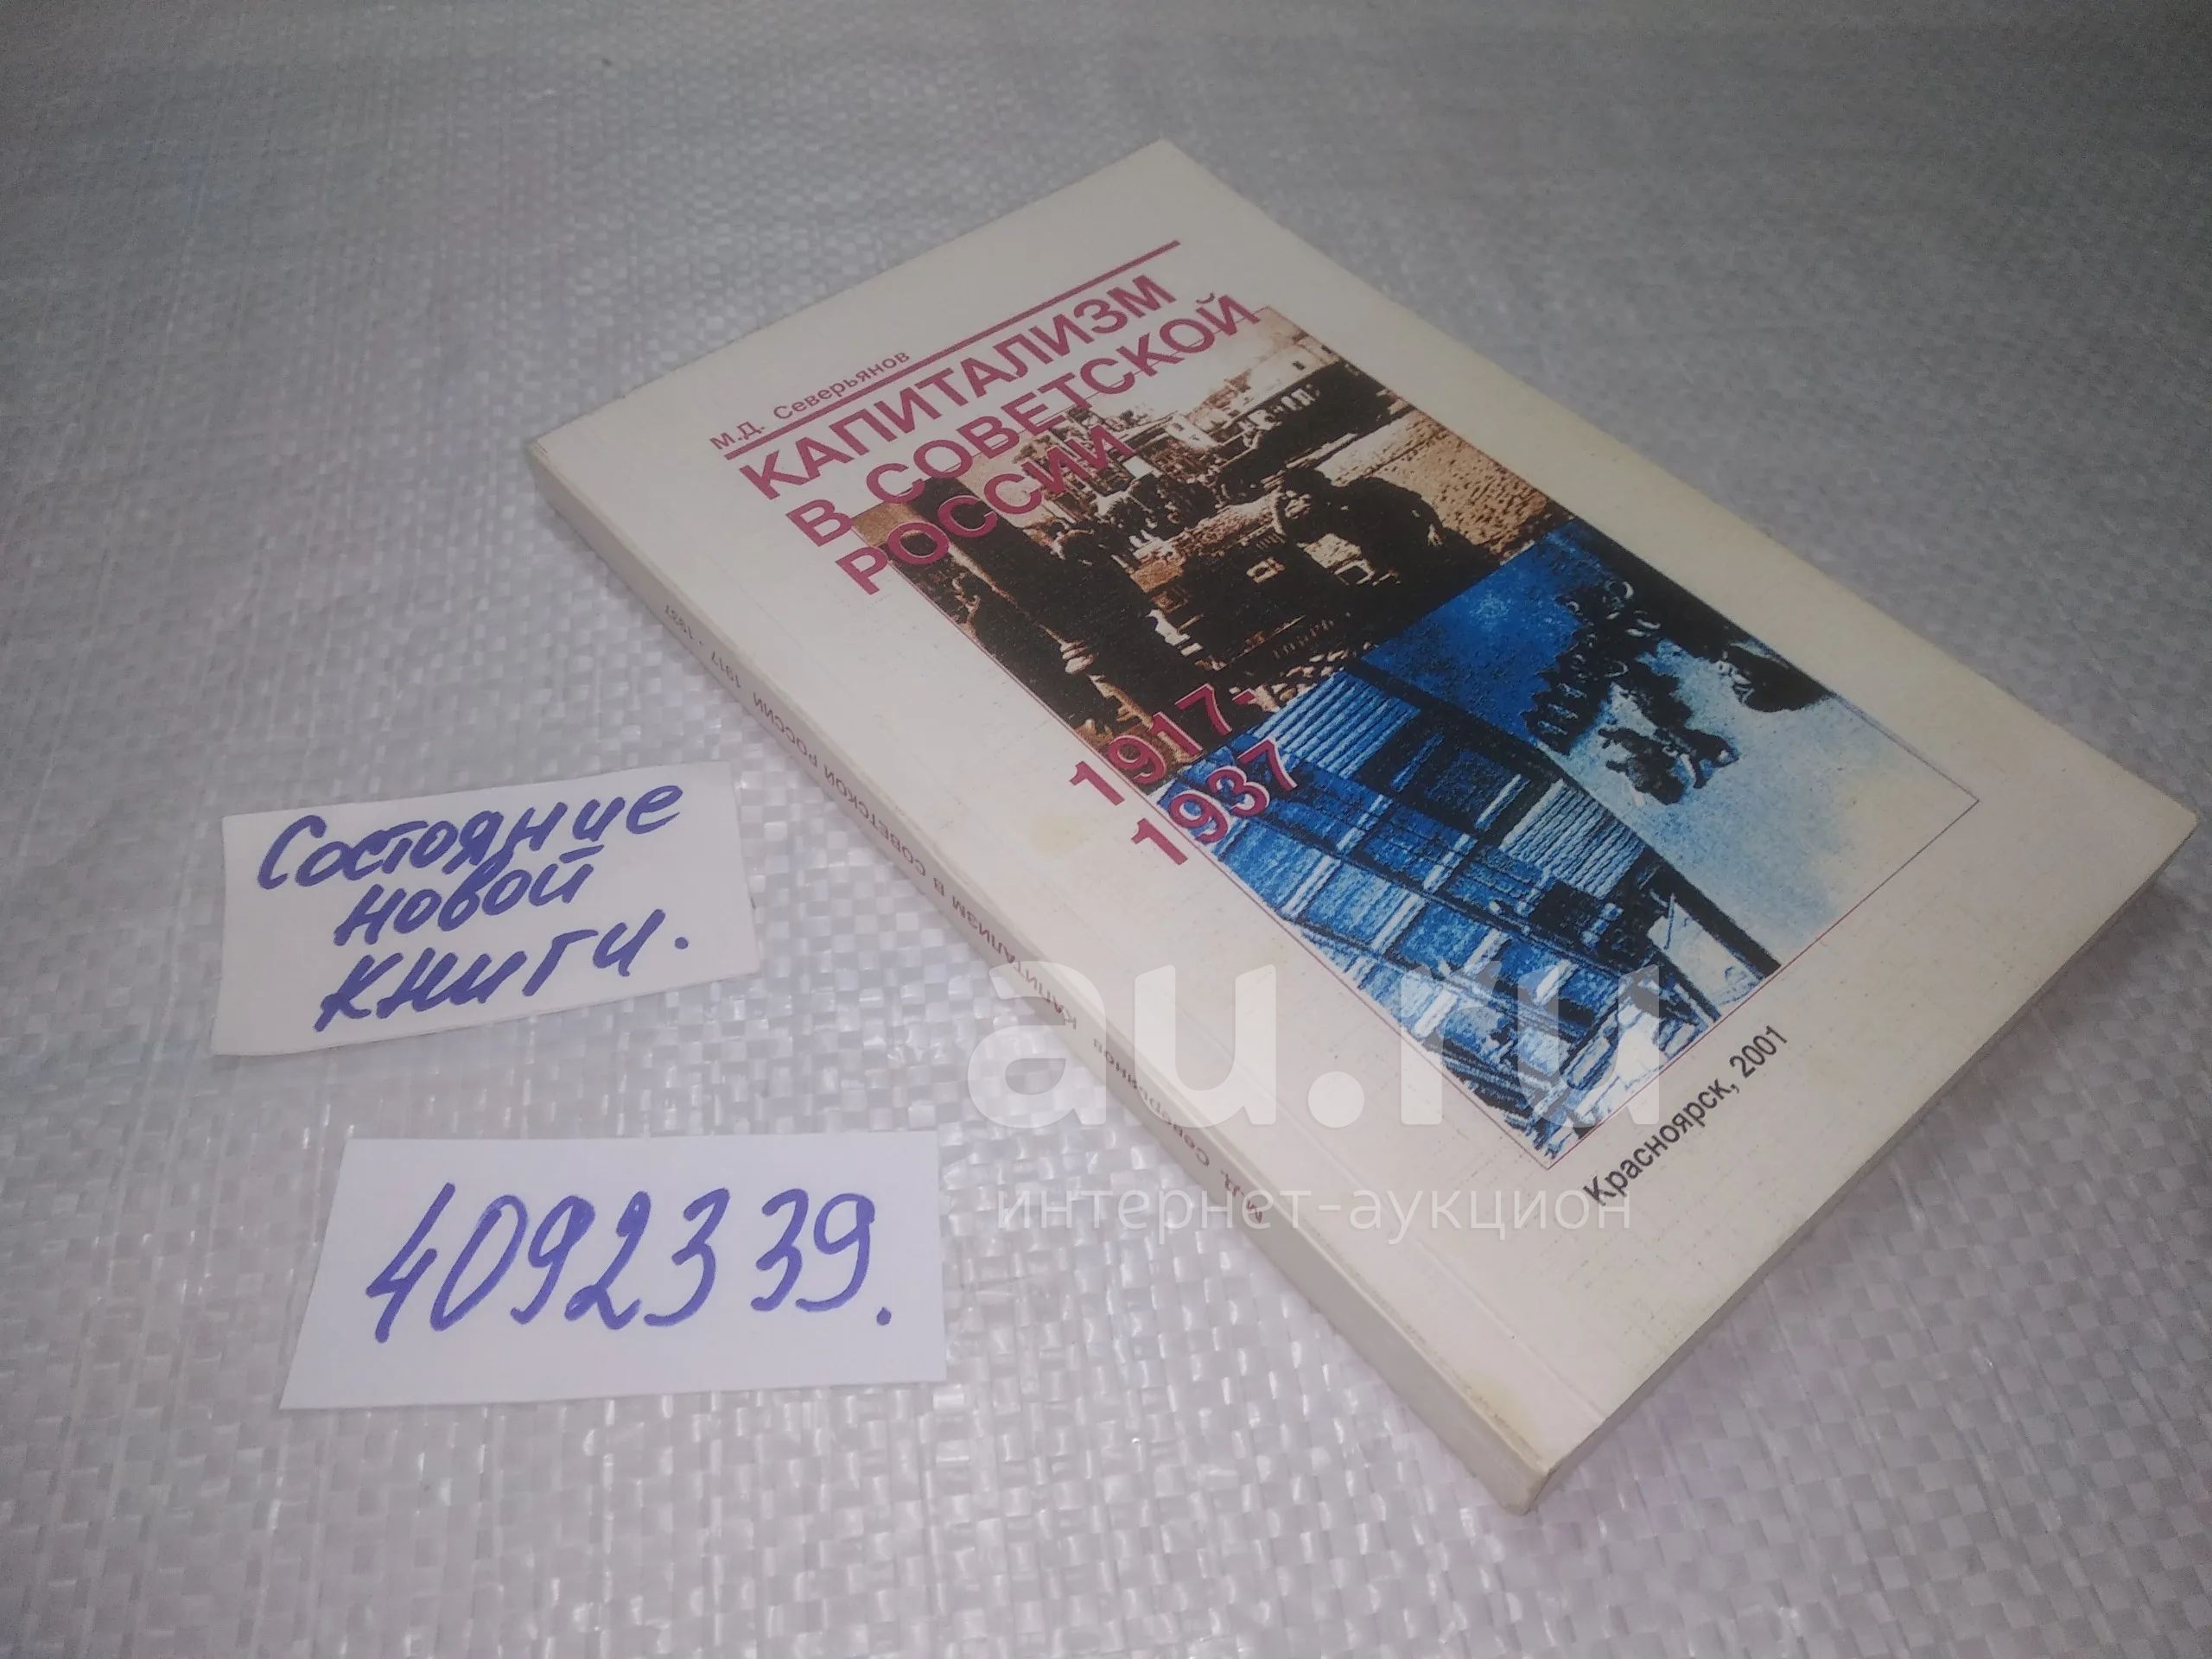 М.Д. Северьянов
КАПИТАЛИЗМ
В СОВЕТСКОЙ
РОССИИ
1917-
1937
Красноярск, 2001
М.Д. Северьянов КАПИТАЛИЗМ В СОВЕТСКОЙ РОССИИ 1917 - 1937
Состояние
новой
книги.
4092339.
au.ru
интернет-аукцион